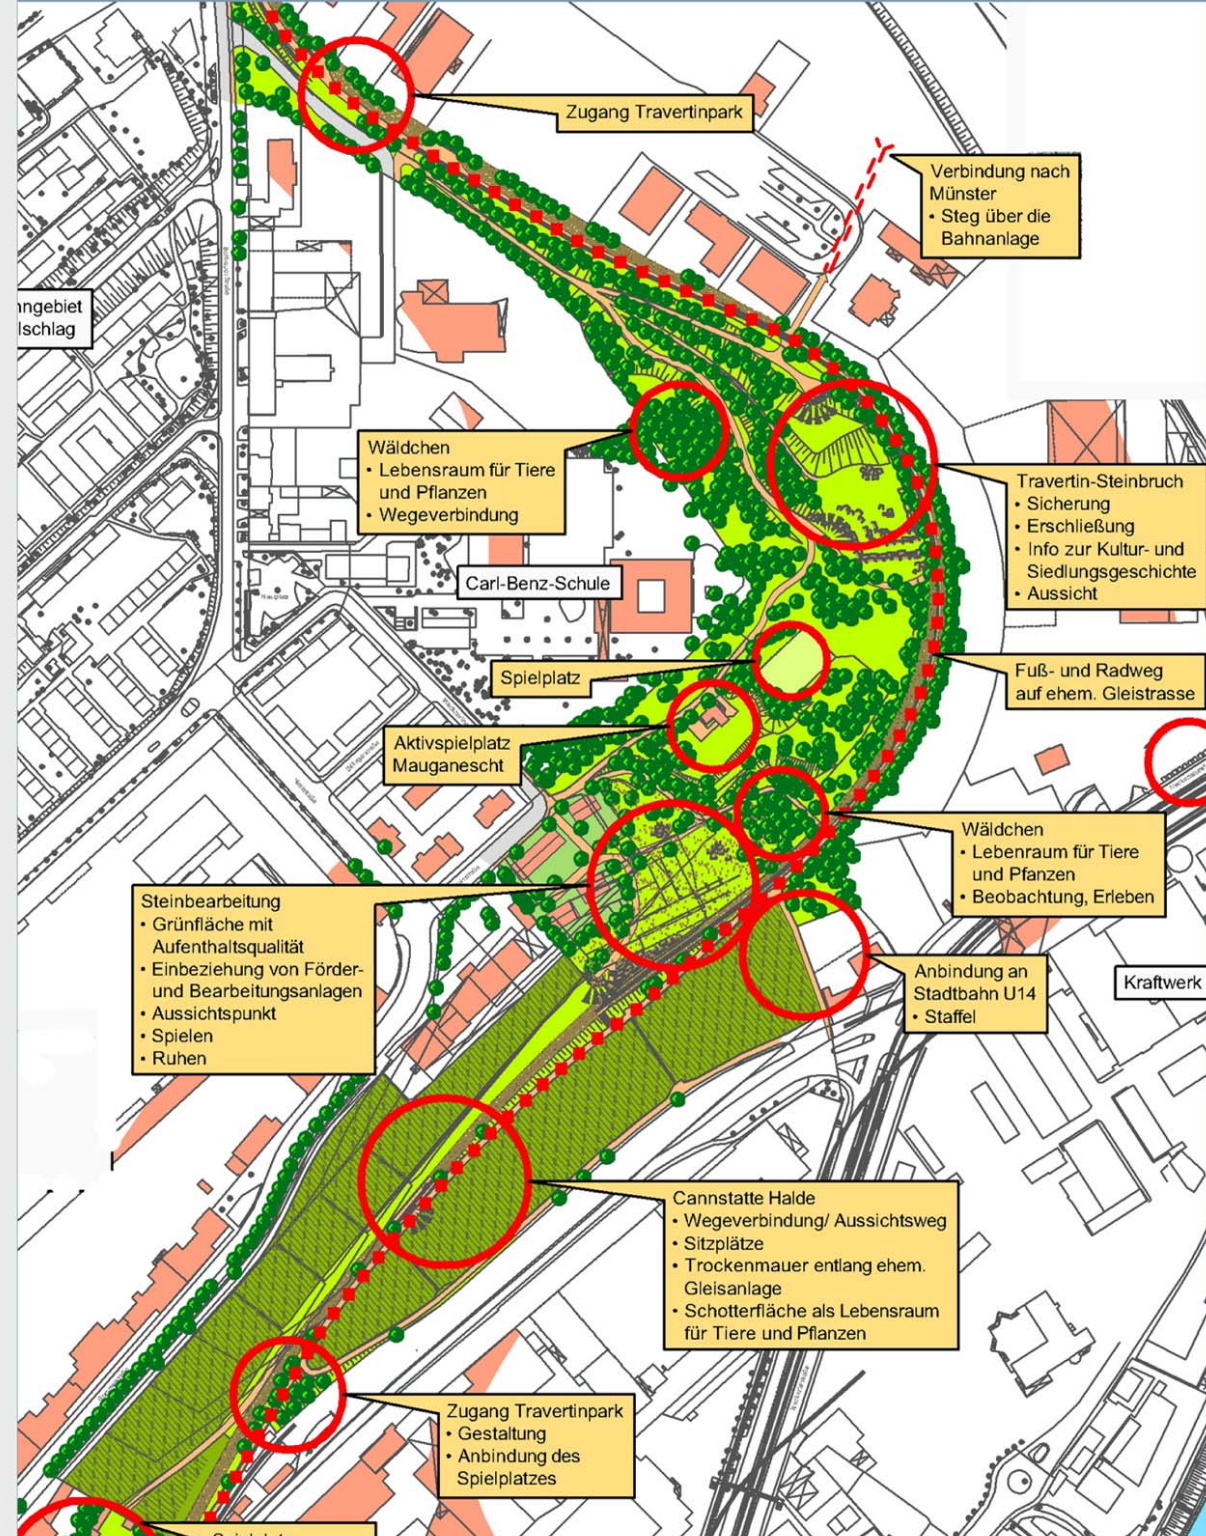 Zugang Travertinpark
Verbindung nach
Münster
• Steg über die
Bahnanlage
ngebiet
lschlag
Wäldchen
• Lebensraum für Tiere
und Pflanzen
• Wegeverbindung
Travertin-Steinbruch
• Sicherung
• Erschließung
• Info zur Kultur- und
Siedlungsgeschichte
• Aussicht
Carl-Benz-Schule
Spielplatz
Fuß- und Radweg
auf ehem. Gleistrasse
Aktivspielplatz
Mauganescht
Wäldchen
• Lebenraum für Tiere
und Pfanzen
• Beobachtung, Erleben
Steinbearbeitung
• Grünfläche mit
Aufenthaltsqualität
• Einbeziehung von Förder-
und Bearbeitungsanlagen
• Aussichtspunkt
• Spielen
• Ruhen
Anbindung an
Stadtbahn U14
• Staffel
Kraftwerk
Cannstatte Halde
• Wegeverbindung/ Aussichtsweg
• Sitzplätze
• Trockenmauer entlang ehem.
Gleisanlage
• Schotterfläche als Lebensraum
für Tiere und Pflanzen
Zugang Travertinpark
• Gestaltung
• Anbindung des
Spielplatzes